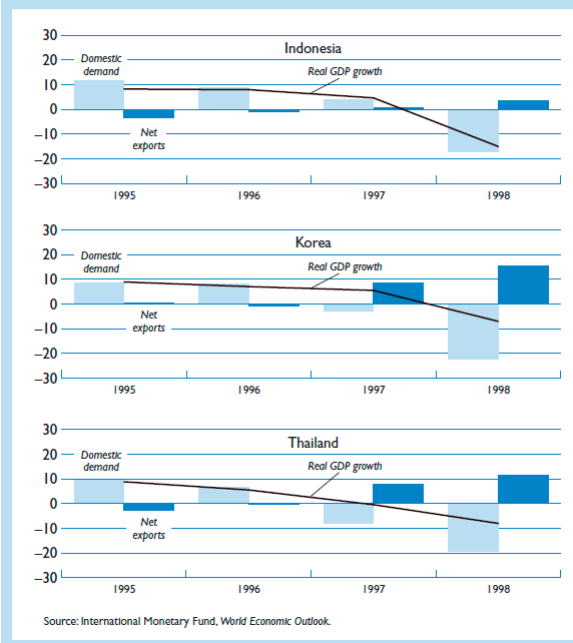 Indonesia
30
20
10
0
−10
−20
−30
Domestic
demand
Real GDP growth
Net
exports
1995 1996 1997 1998
Korea
30
20
10
0
−10
−20
−30
Domestic
demand
Real GDP growth
Net
exports
1995 1996 1997 1998
Thailand
30
20
10
0
−10
−20
−30
Domestic
demand
Real GDP growth
Net
exports
1995 1996 1997 1998
Source: International Monetary Fund, World Economic Outlook.